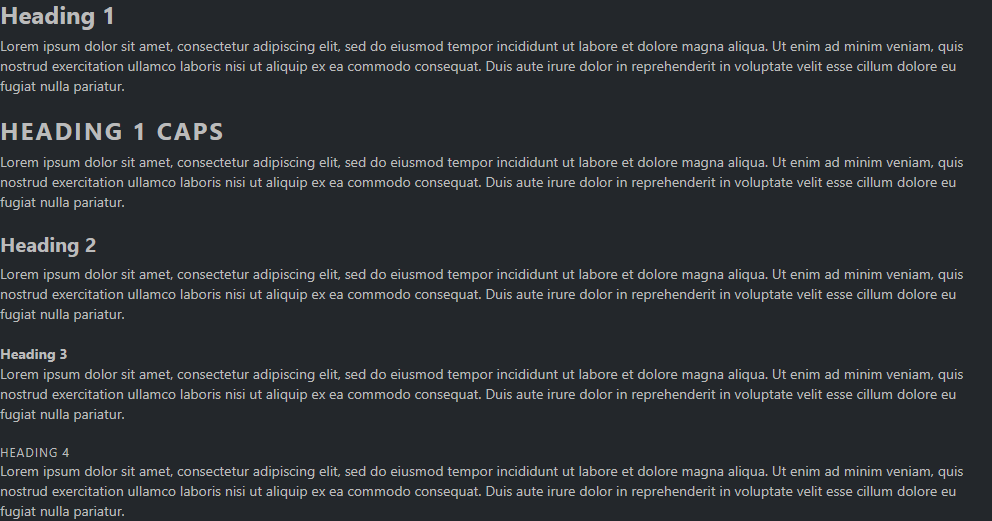 Heading 1
Lorem ipsum dolor sit amet, consectetur adipiscing elit, sed do eiusmod tempor incididunt ut labore et dolore magna aliqua. Ut enim ad minim veniam, quis
nostrud exercitation ullamco laboris nisi ut aliquip ex ea commodo consequat. Duis aute irure dolor in reprehenderit in voluptate velit esse cillum dolore eu
fugiat nulla pariatur.
HEADING 1 CAPS
Lorem ipsum dolor sit amet, consectetur adipiscing elit, sed do eiusmod tempor incididunt ut labore et dolore magna aliqua. Ut enim ad minim veniam, quis
nostrud exercitation ullamco laboris nisi ut aliquip ex ea commodo consequat. Duis aute irure dolor in reprehenderit in voluptate velit esse cillum dolore eu
fugiat nulla pariatur.
Heading 2
Lorem ipsum dolor sit amet, consectetur adipiscing elit, sed do eiusmod tempor incididunt ut labore et dolore magna aliqua. Ut enim ad minim veniam, quis
nostrud exercitation ullamco laboris nisi ut aliquip ex ea commodo consequat. Duis aute irure dolor in reprehenderit in voluptate velit esse cillum dolore eu
fugiat nulla pariatur.
Heading 3
Lorem ipsum dolor sit amet, consectetur adipiscing elit, sed do eiusmod tempor incididunt ut labore et dolore magna aliqua. Ut enim ad minim veniam, quis
nostrud exercitation ullamco laboris nisi ut aliquip ex ea commodo consequat. Duis aute irure dolor in reprehenderit in voluptate velit esse cillum dolore eu
fugiat nulla pariatur.
HEADING 4
Lorem ipsum dolor sit amet, consectetur adipiscing elit, sed do eiusmod tempor incididunt ut labore et dolore magna aliqua. Ut enim ad minim veniam, quis
nostrud exercitation ullamco laboris nisi ut aliquip ex ea commodo consequat. Duis aute irure dolor in reprehenderit in voluptate velit esse cillum dolore eu
fugiat nulla pariatur.